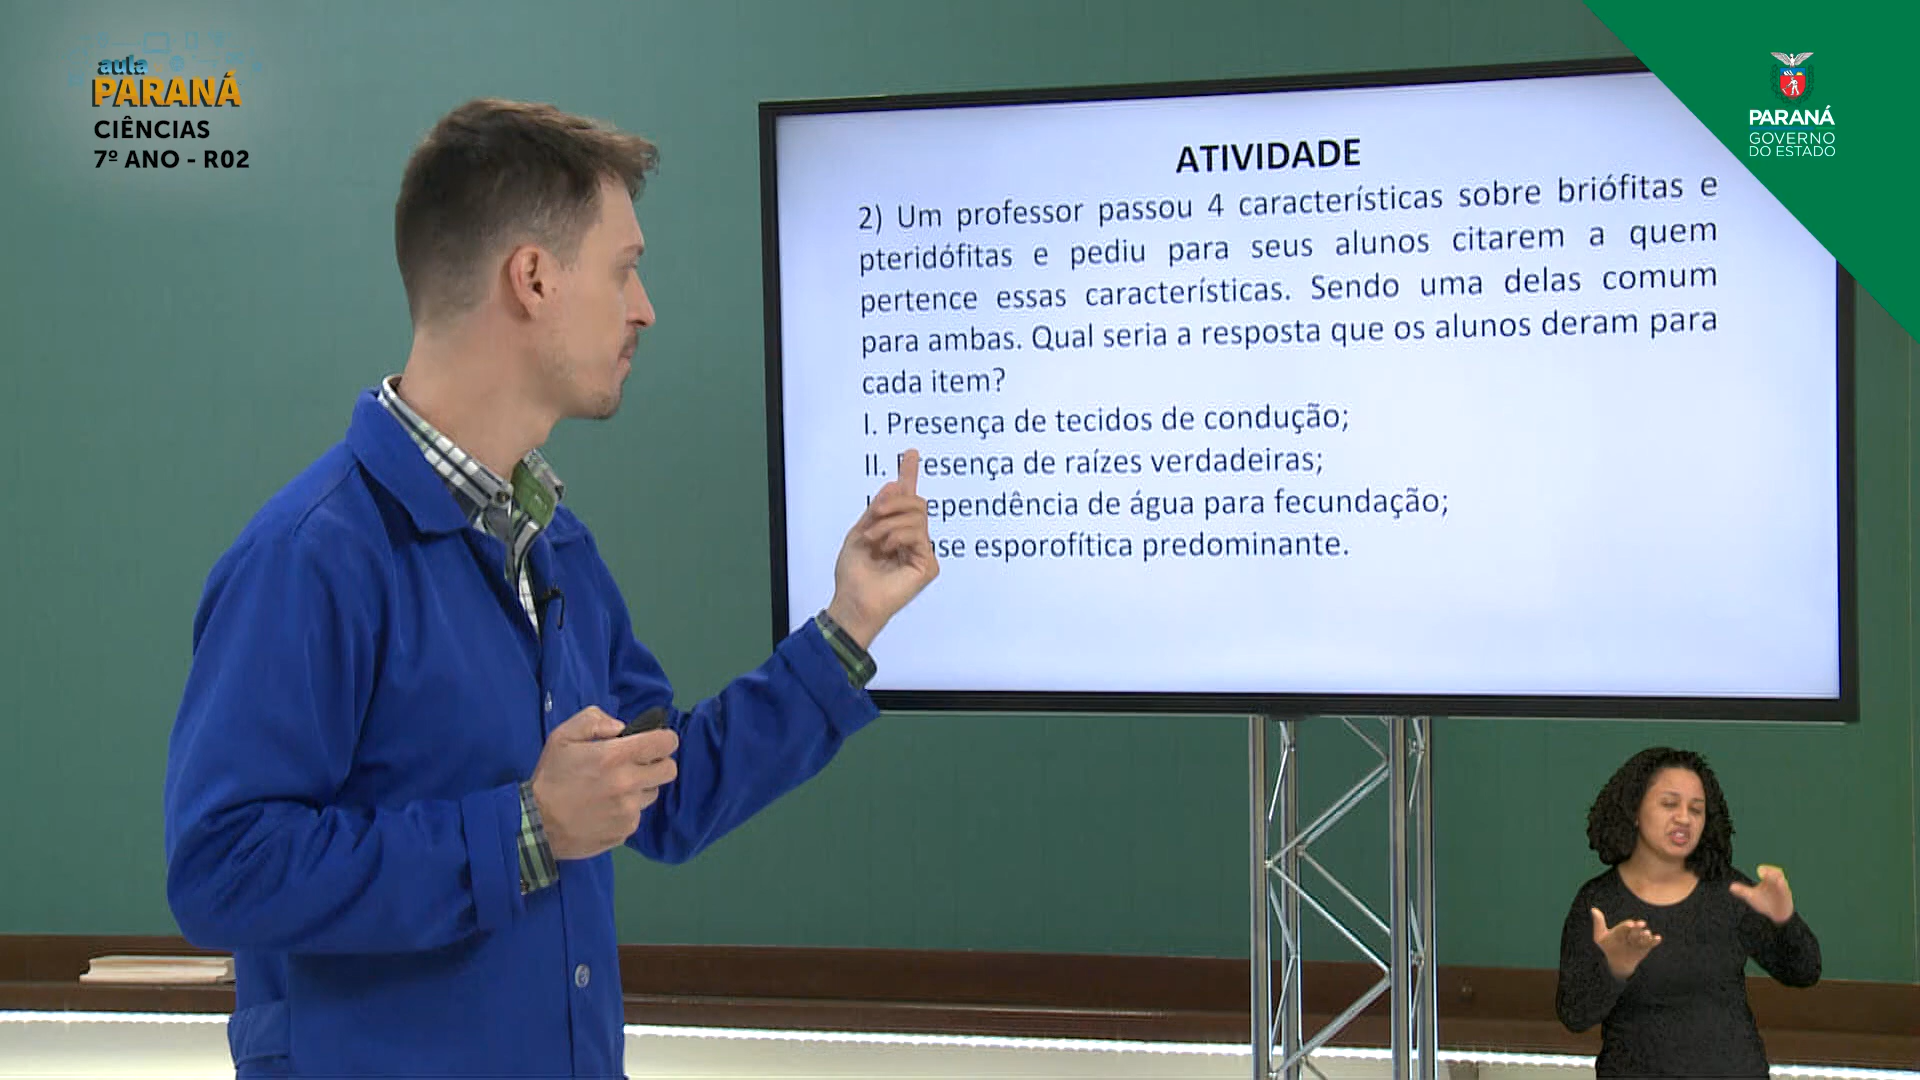 aula
PARANÁ
CIÊNCIAS
7º ANO - R02
PARANÁ
GOVERNO
DO ESTADO
ATIVIDADE
2) Um professor passou 4 características sobre briófitas e
pteridófitas e pediu para seus alunos citarem a quem
pertence essas características. Sendo uma delas comum
para ambas. Qual seria a resposta que os alunos deram para
cada item?
I. Presença de tecidos de condução;
II. Presença de raízes verdadeiras;
ependência de água para fecundação;
se esporofítica predominante.